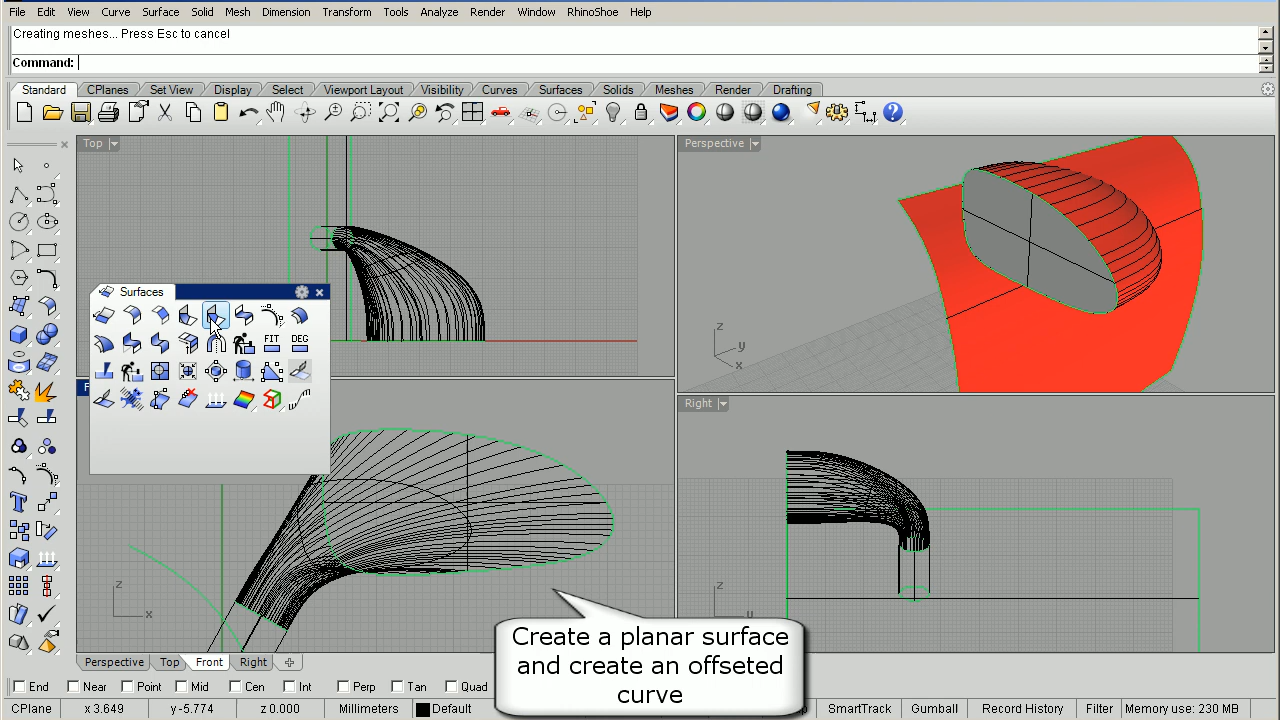 File Edit View Curve Surface Solid Mesh Dimension Transform Tools Analyze Render Window RhinoShoe Help
Creating meshes... Press Esc to cancel
Command:
Standard CPlanes Set View Display Select Viewport Layout Visibility Curves Surfaces Solids Meshes Render Drafting
Top
Perspective
z
y
x
Surfaces
FIT DEG
F
Right
z
x
z
Create a planar surface
and create an offseted
curve
Perspective Top Front Right
End Near Point Mid Cen Int Perp Tan Quad
CPlane x 3.649 y -5.774 z 0.000 Millimeters Default SmartTrack Gumball Record History Filter Memory use: 230 MB